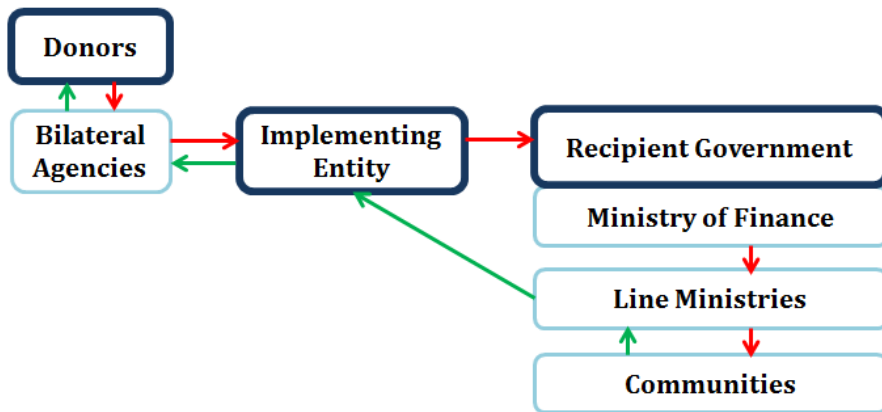 Donors
Bilateral
Agencies
Implementing
Entity
Recipient Government
Ministry of Finance
Line Ministries
Communities